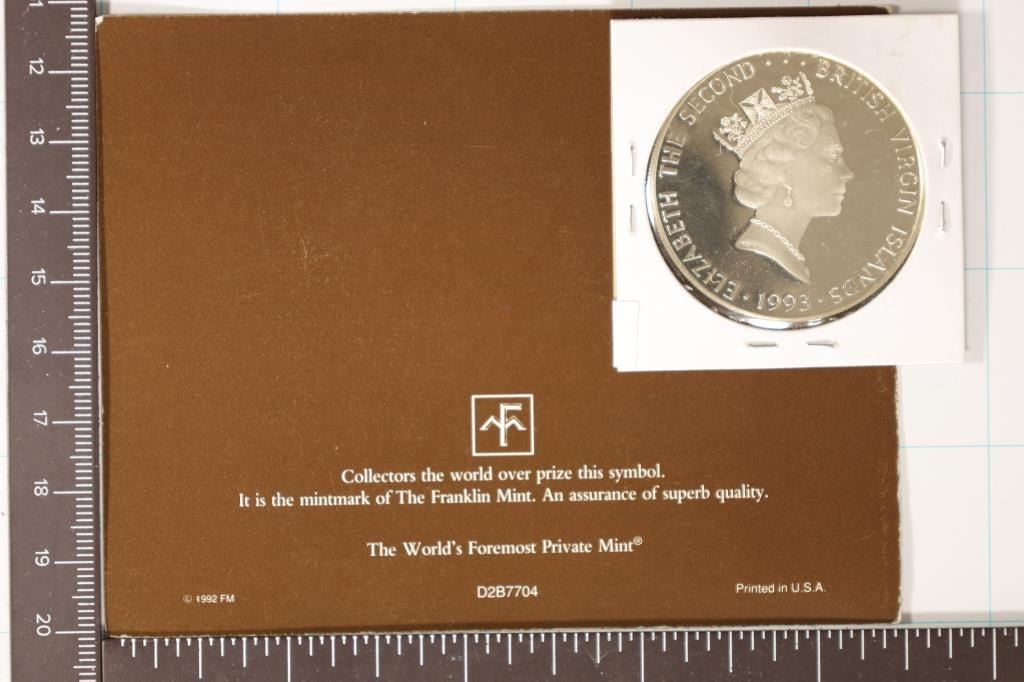 ELIZABETH THE SECOND · · · BRITISH VIRGIN ISLANDS · 1993 ·
Collectors the world over prize this symbol.
It is the mintmark of The Franklin Mint. An assurance of superb quality.
The World's Foremost Private Mint®
© 1992 FM
D2B7704
Printed in U.S.A.
12
13
14
15
16
17
18
19
20